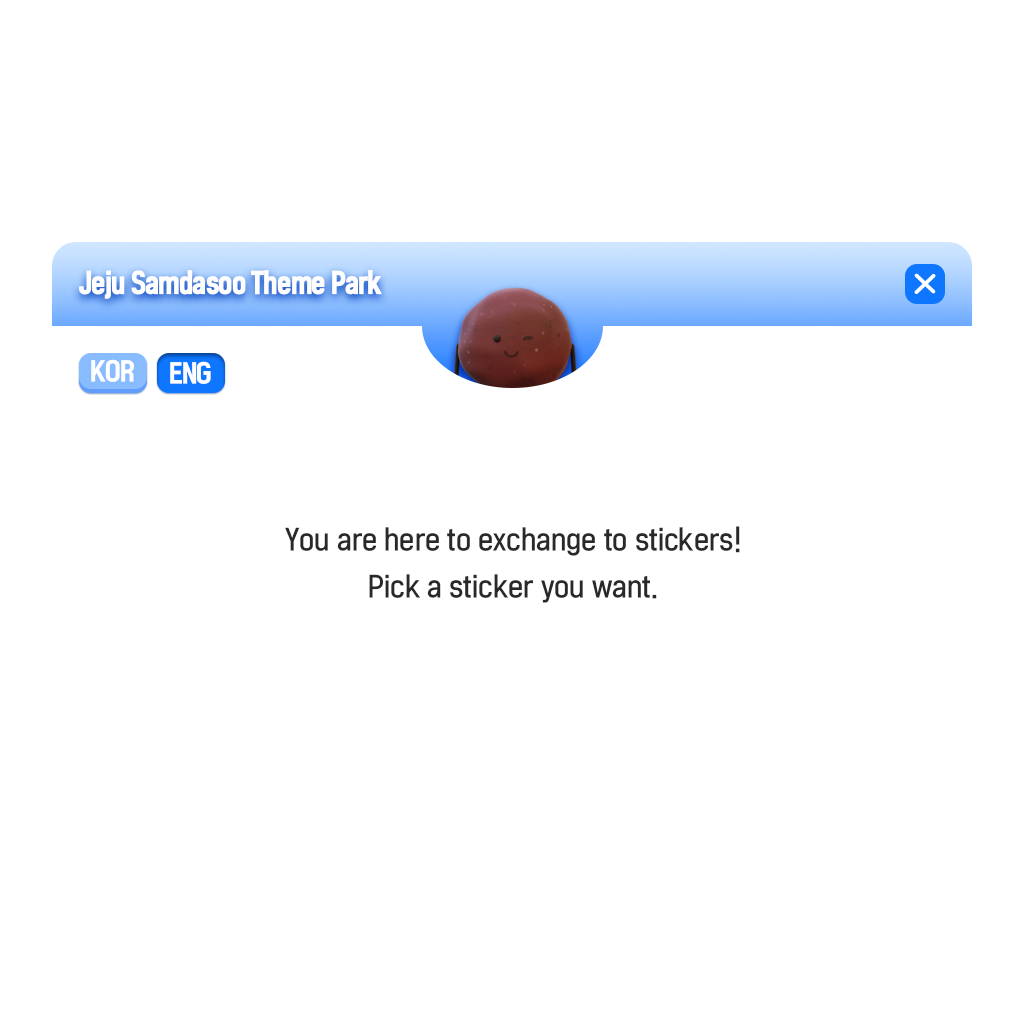 Jeju Samdasoo Theme Park
KOR ENG
You are here to exchange to stickers!
Pick a sticker you want.